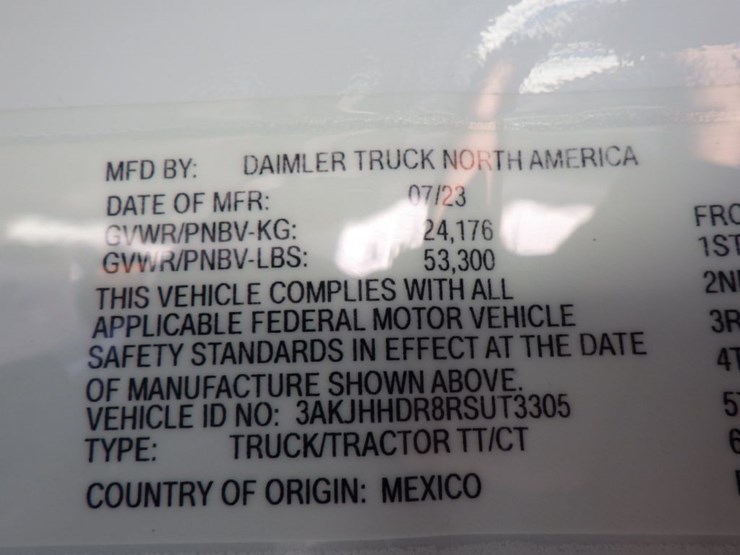 MFD BY: DAIMLER TRUCK NORTH AMERICA
DATE OF MFR: 07/23
GVWR/PNBV-KG: 24,176
GVWR/PNBV-LBS: 53,300
THIS VEHICLE COMPLIES WITH ALL
APPLICABLE FEDERAL MOTOR VEHICLE
SAFETY STANDARDS IN EFFECT AT THE DATE
OF MANUFACTURE SHOWN ABOVE.
VEHICLE ID NO: 3AKJHHDR8RSUT3305
TYPE: TRUCK/TRACTOR TT/CT
COUNTRY OF ORIGIN: MEXICO
1ST